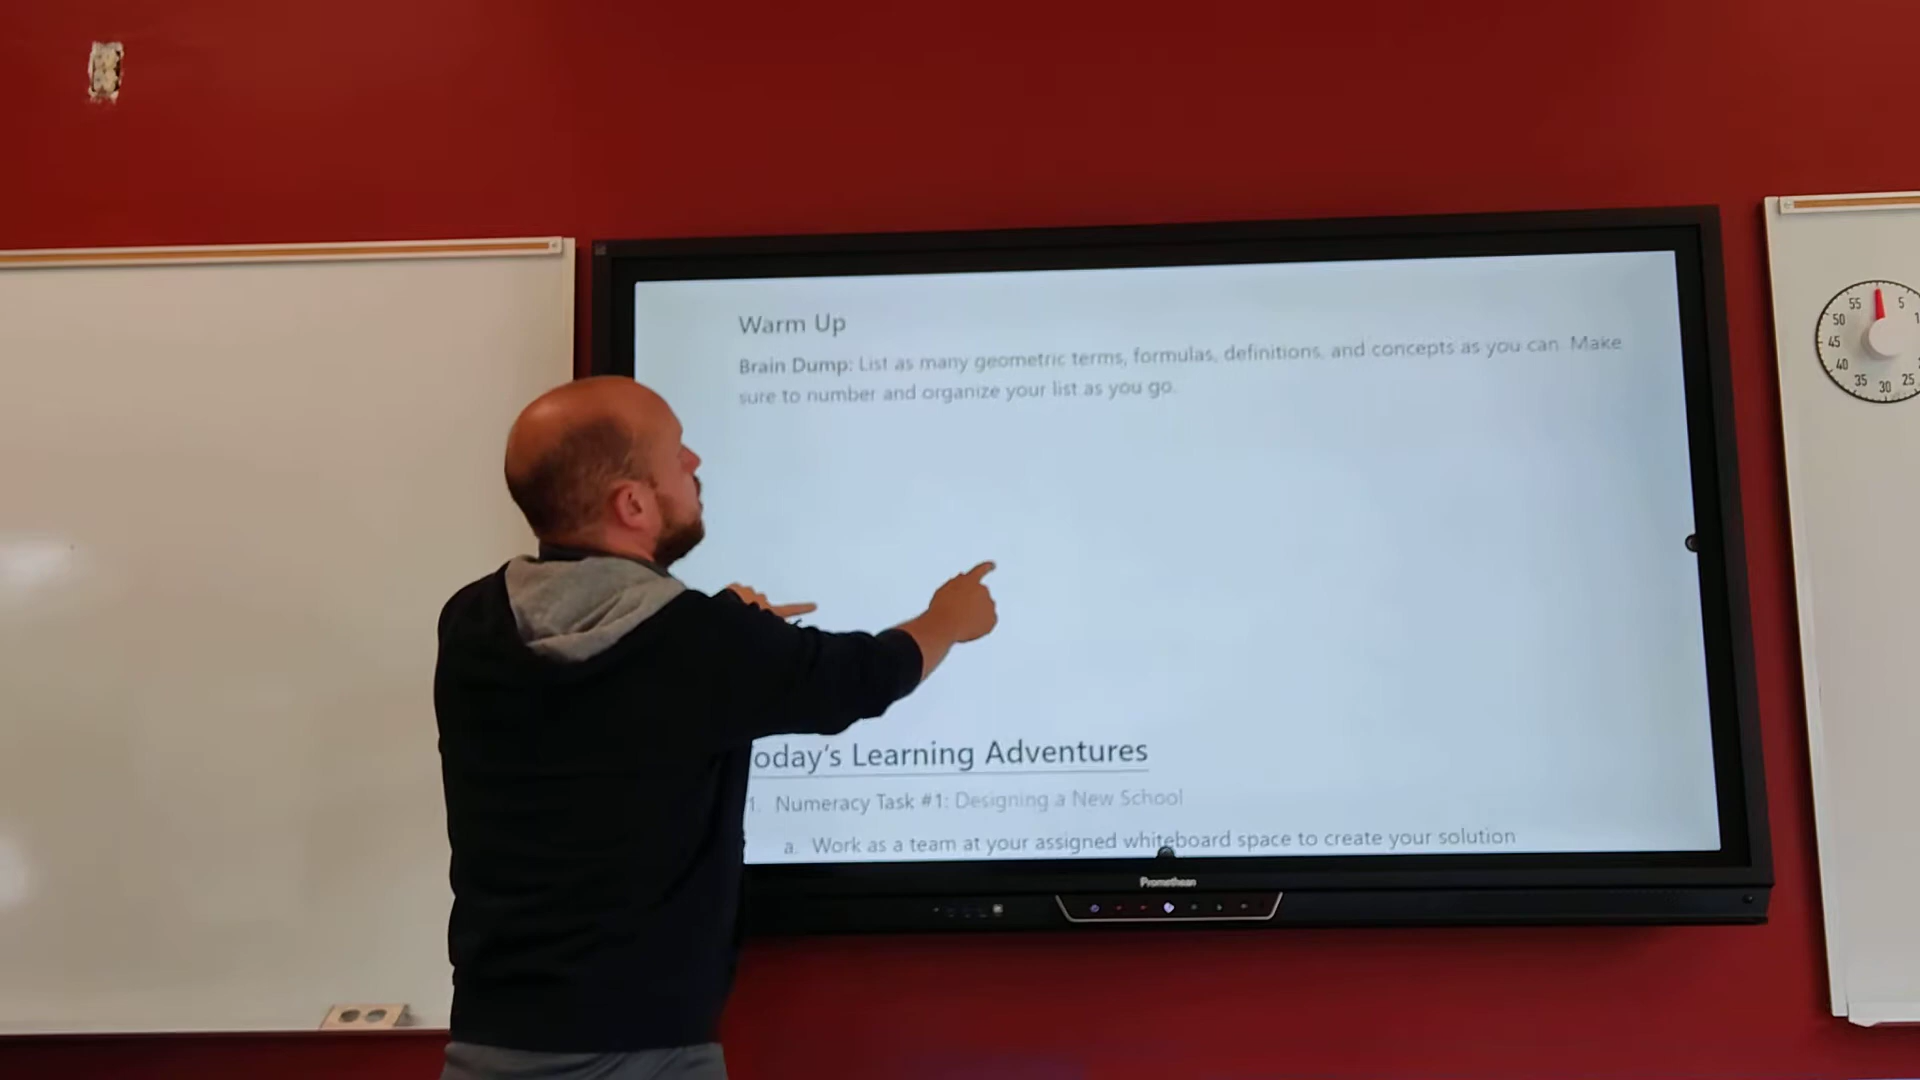 Warm Up
Brain Dump: List as many geometric terms, formulas, definitions, and concepts as you can. Make
sure to number and organize your list as you go.
oday's Learning Adventures
1. Numeracy Task #1: Designing a New School
a. Work as a team at your assigned whiteboard space to create your solution
Promethean
55 5
50 1
45
40
35 30 25